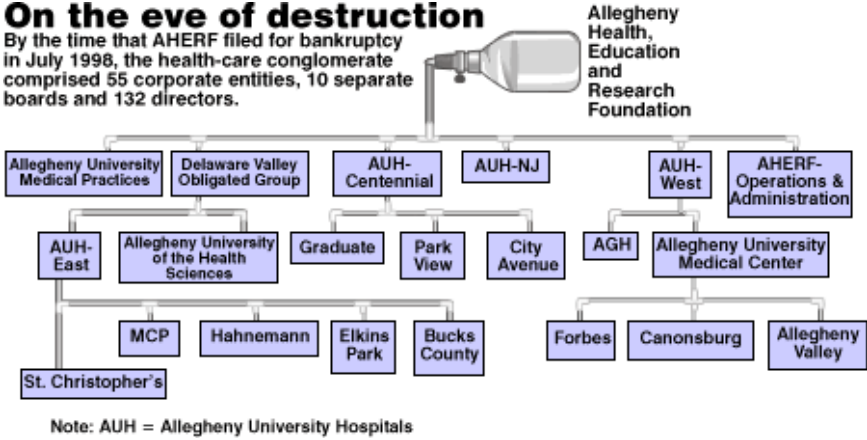 On the eve of destruction
By the time that AHERF filed for bankruptcy
in July 1998, the health-care conglomerate
comprised 55 corporate entities, 10 separate
boards and 132 directors.
Allegheny
Health,
Education
and
Research
Foundation
Allegheny University
Medical Practices
Delaware Valley
Obligated Group
AUH-
Centennial
AUH-NJ
AUH-
West
AHERF-
Operations &
Administration
AUH-
East
Allegheny University
of the Health
Sciences
Graduate
Park
View
City
Avenue
AGH
Allegheny University
Medical Center
MCP
Hahnemann
Elkins
Park
Bucks
County
Forbes
Canonsburg
Allegheny
Valley
St. Christopher's
Note: AUH = Allegheny University Hospitals